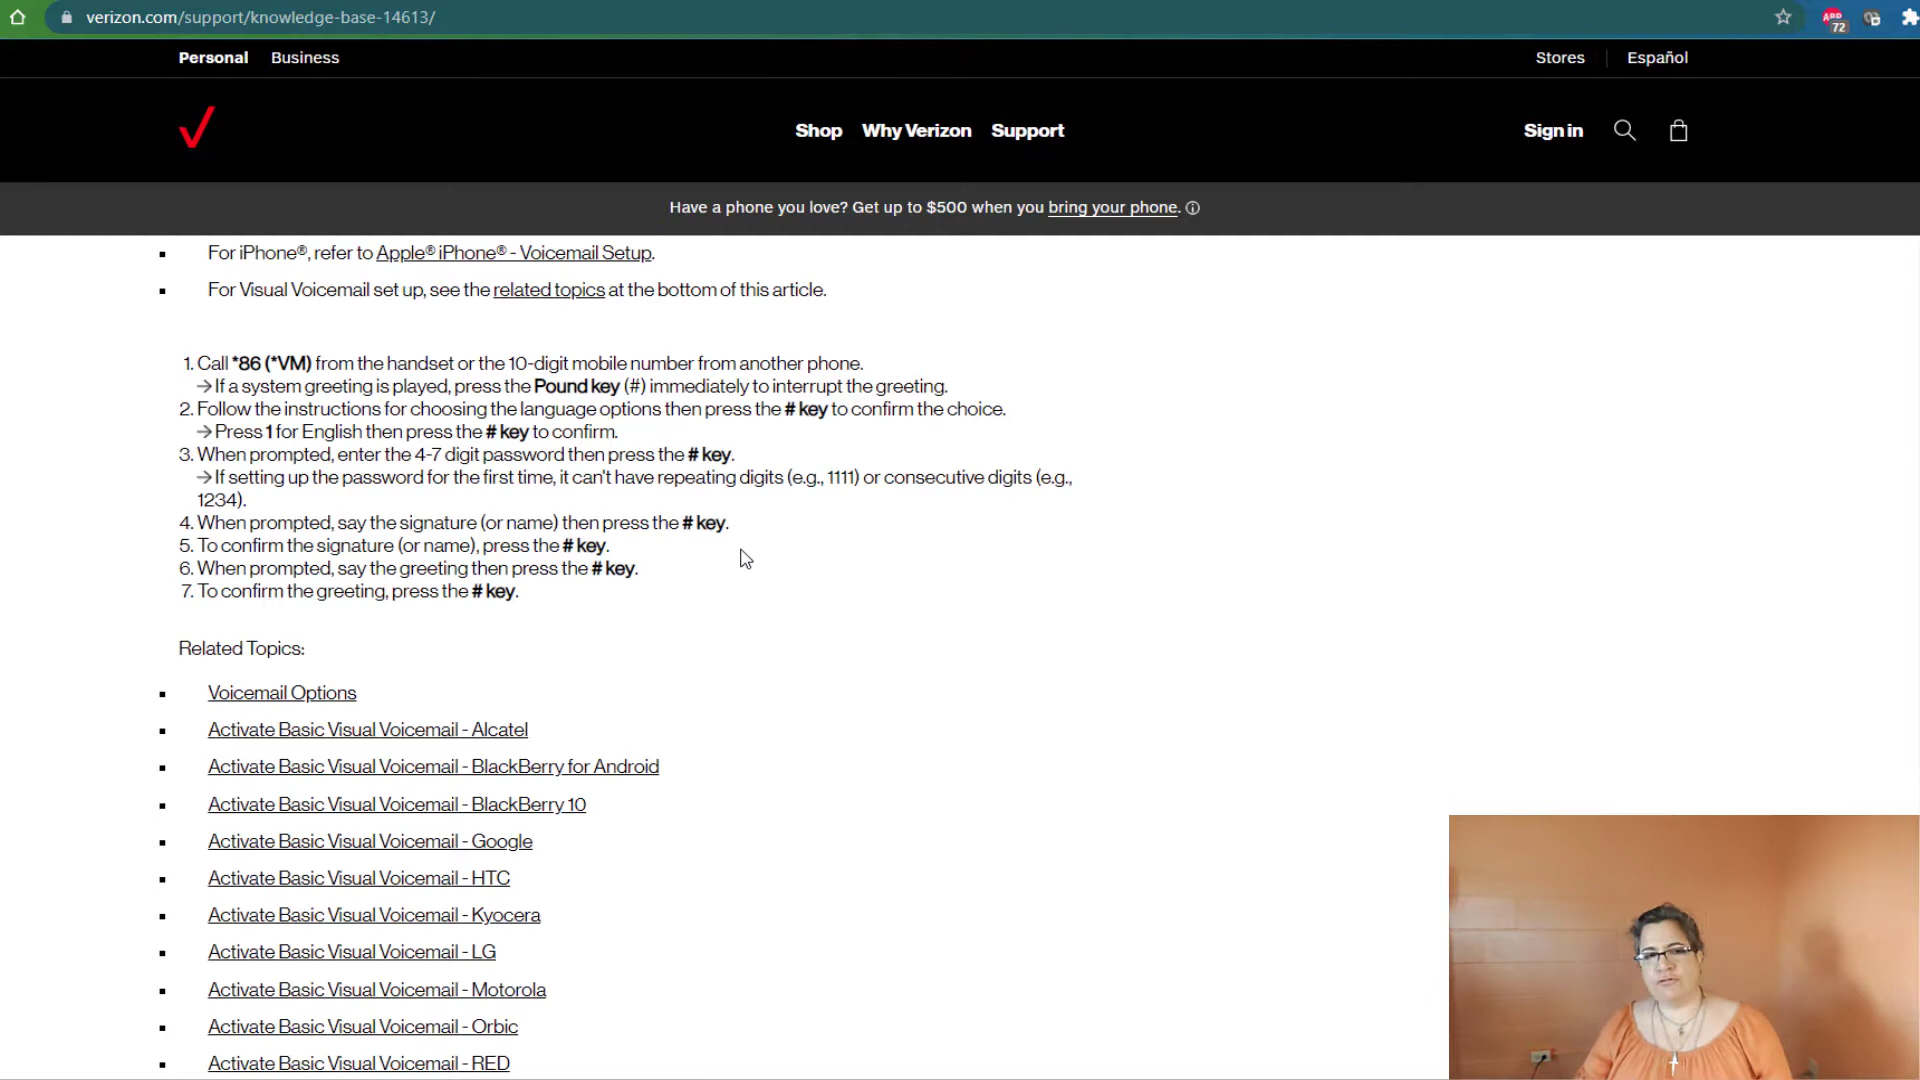 verizon.com/support/knowledge-base-14613/
ABD
72
Personal Business Stores Español
Shop Why Verizon Support Sign in
Have a phone you love? Get up to $500 when you bring your phone.
For iPhone®, refer to Apple® iPhone® - Voicemail Setup.
For Visual Voicemail set up, see the related topics at the bottom of this article.
1. Call *86 (*VM) from the handset or the 10-digit mobile number from another phone.
→ If a system greeting is played, press the Pound key (#) immediately to interrupt the greeting.
2. Follow the instructions for choosing the language options then press the # key to confirm the choice.
→ Press 1 for English then press the # key to confirm.
3. When prompted, enter the 4-7 digit password then press the # key.
→ If setting up the password for the first time, it can't have repeating digits (e.g., 1111) or consecutive digits (e.g.,
1234).
4. When prompted, say the signature (or name) then press the # key.
5. To confirm the signature (or name), press the # key.
6. When prompted, say the greeting then press the # key.
7. To confirm the greeting, press the # key.
Related Topics:
Voicemail Options
Activate Basic Visual Voicemail - Alcatel
Activate Basic Visual Voicemail - BlackBerry for Android
Activate Basic Visual Voicemail - BlackBerry 10
Activate Basic Visual Voicemail - Google
Activate Basic Visual Voicemail - HTC
Activate Basic Visual Voicemail - Kyocera
Activate Basic Visual Voicemail - LG
Activate Basic Visual Voicemail - Motorola
Activate Basic Visual Voicemail - Orbic
Activate Basic Visual Voicemail - RED